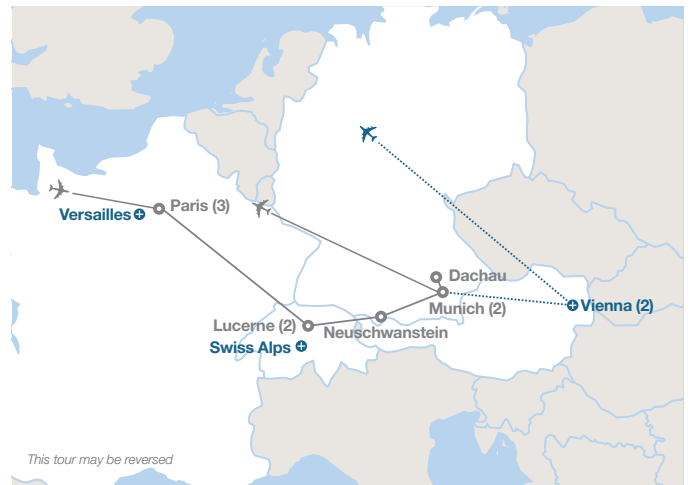 Paris (3)
Versailles
Dachau
Munich (2)
Vienna (2)
Lucerne (2)
Neuschwanstein
Swiss Alps
This tour may be reversed